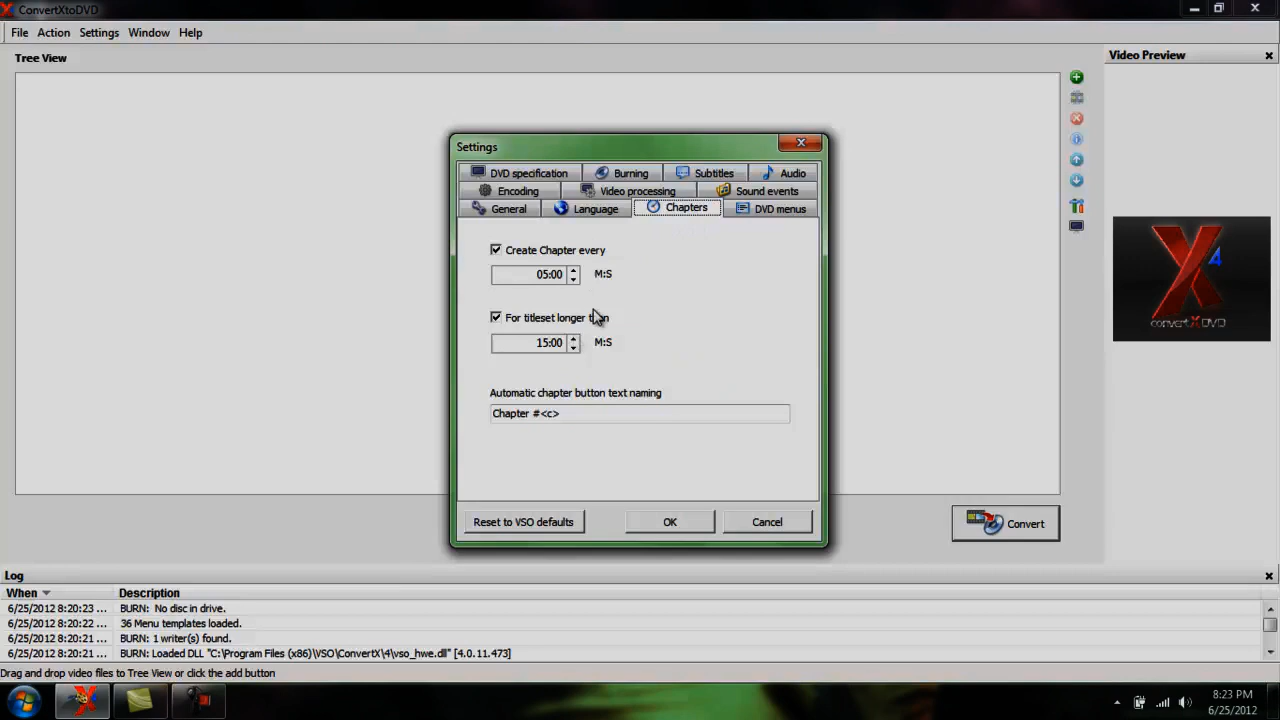 ConvertXtoDVD
File Action Settings Window Help
Tree View
Video Preview
Settings
DVD specification Burning Subtitles Audio
Encoding Video processing Sound events
General Language Chapters DVD menus
Create Chapter every
05:00 M:S
For titleset longer than
15:00 M:S
Automatic chapter button text naming
Chapter #<c>
Reset to VSO defaults OK Cancel
4
convertX DVD
Convert
Log
When Description
6/25/2012 8:20:23 ... BURN: No disc in drive.
6/25/2012 8:20:22 ... 36 Menu templates loaded.
6/25/2012 8:20:21 ... BURN: 1 writer(s) found.
6/25/2012 8:20:21 ... BURN: Loaded DLL "C:\Program Files (x86)\VSO\ConvertX\4\vso_hwe.dll" [4.0.11.473]
Drag and drop video files to Tree View or click the add button
8:23 PM
6/25/2012